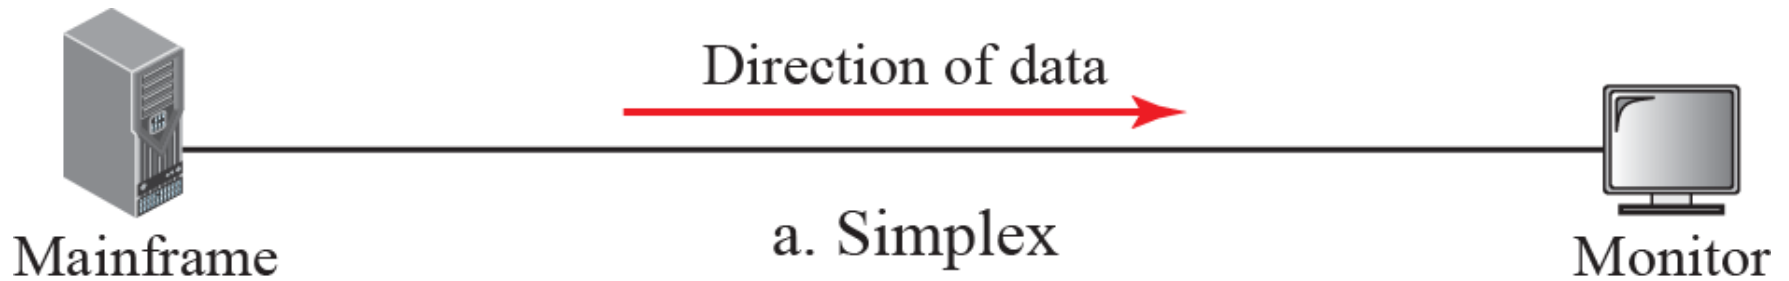 Direction of data
a. Simplex
Mainframe
Monitor